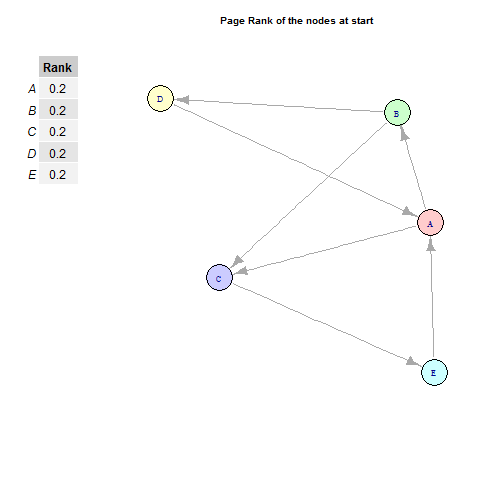 Page Rank of the nodes at start
Rank
A 0.2
B 0.2
C 0.2
D 0.2
E 0.2
D
B
A
C
E